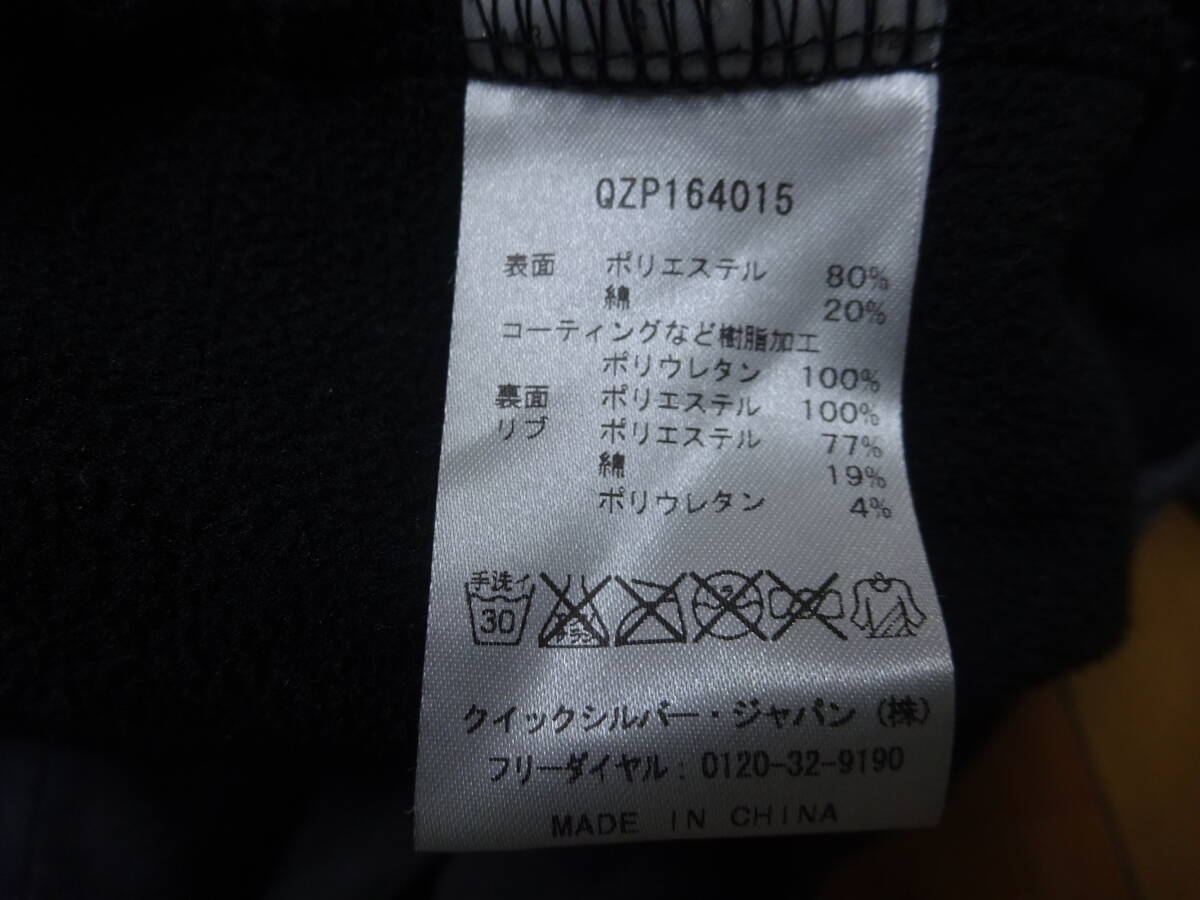 QZP164015
表面 ポリエステル 80%
綿 20%
コーティングなど樹脂加工
ポリウレタン 100%
裏面 ポリエステル 100%
リブ ポリエステル 77%
綿 19%
ポリウレタン 4%
手洗イ
30
クイックシルバー・ジャパン(株)
フリーダイヤル:0120-32-9190
MADE IN CHINA